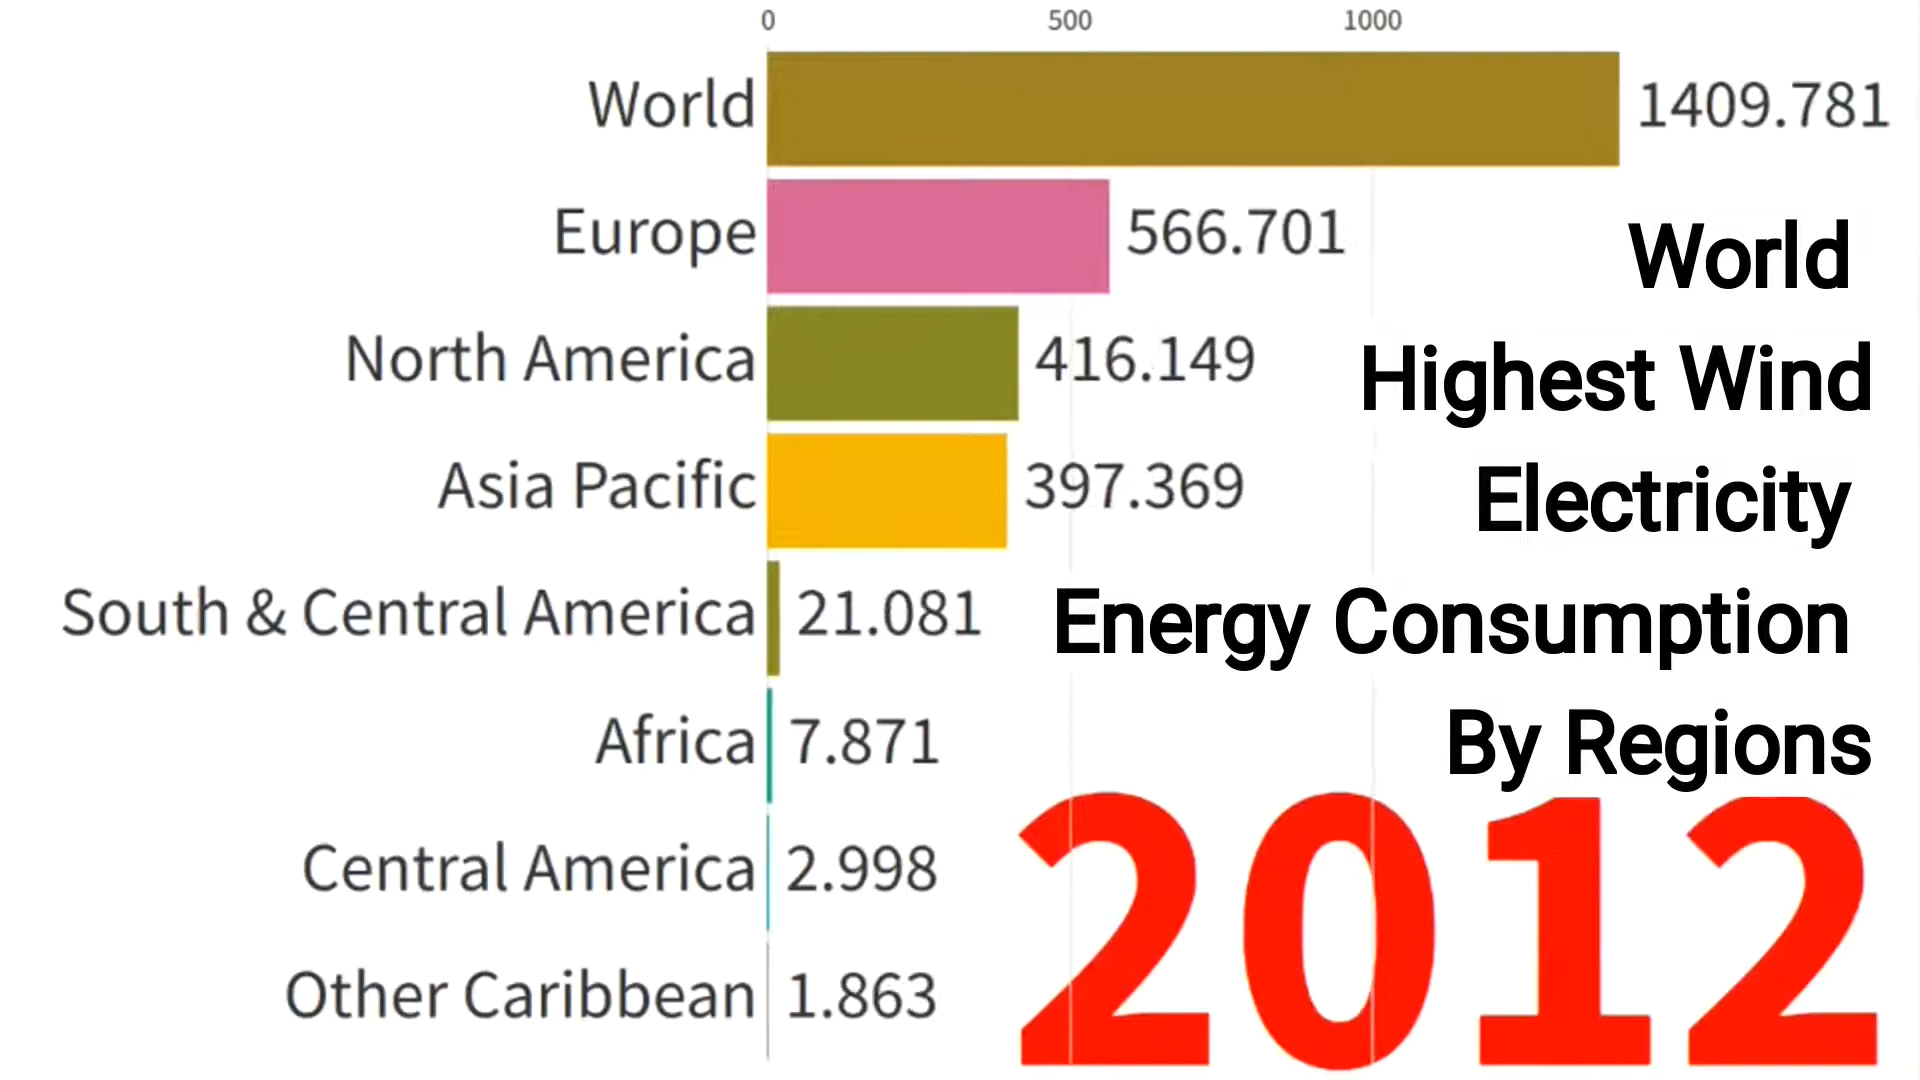 0 500 1000
World 1409.781
Europe 566.701
North America 416.149
Asia Pacific 397.369
South & Central America 21.081
Africa 7.871
Central America 2.998
Other Caribbean 1.863
World
Highest Wind
Electricity
Energy Consumption
By Regions
2012